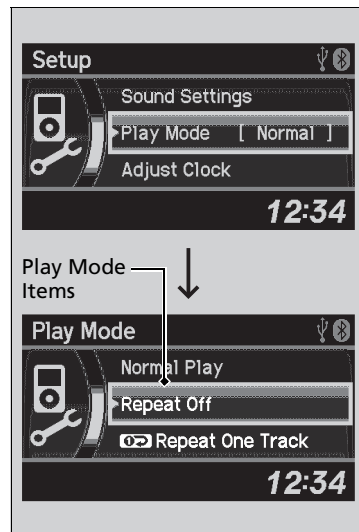 Setup
Sound Settings
Play Mode [ Normal ]
Adjust Clock
12:34
Play Mode
Items
Play Mode
Normal Play
Repeat Off
Repeat One Track
12:34